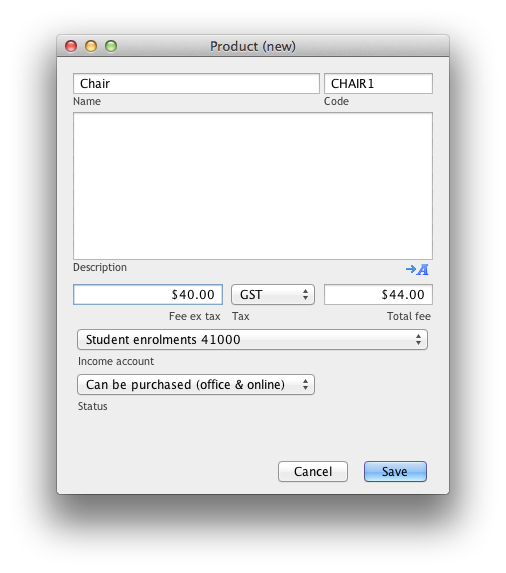 Product (new)
Chair CHAIR1
Name Code
Description A
$40.00 GST $44.00
Fee ex tax Tax Total fee
Student enrolments 41000
Income account
Can be purchased (office & online)
Status
Cancel Save